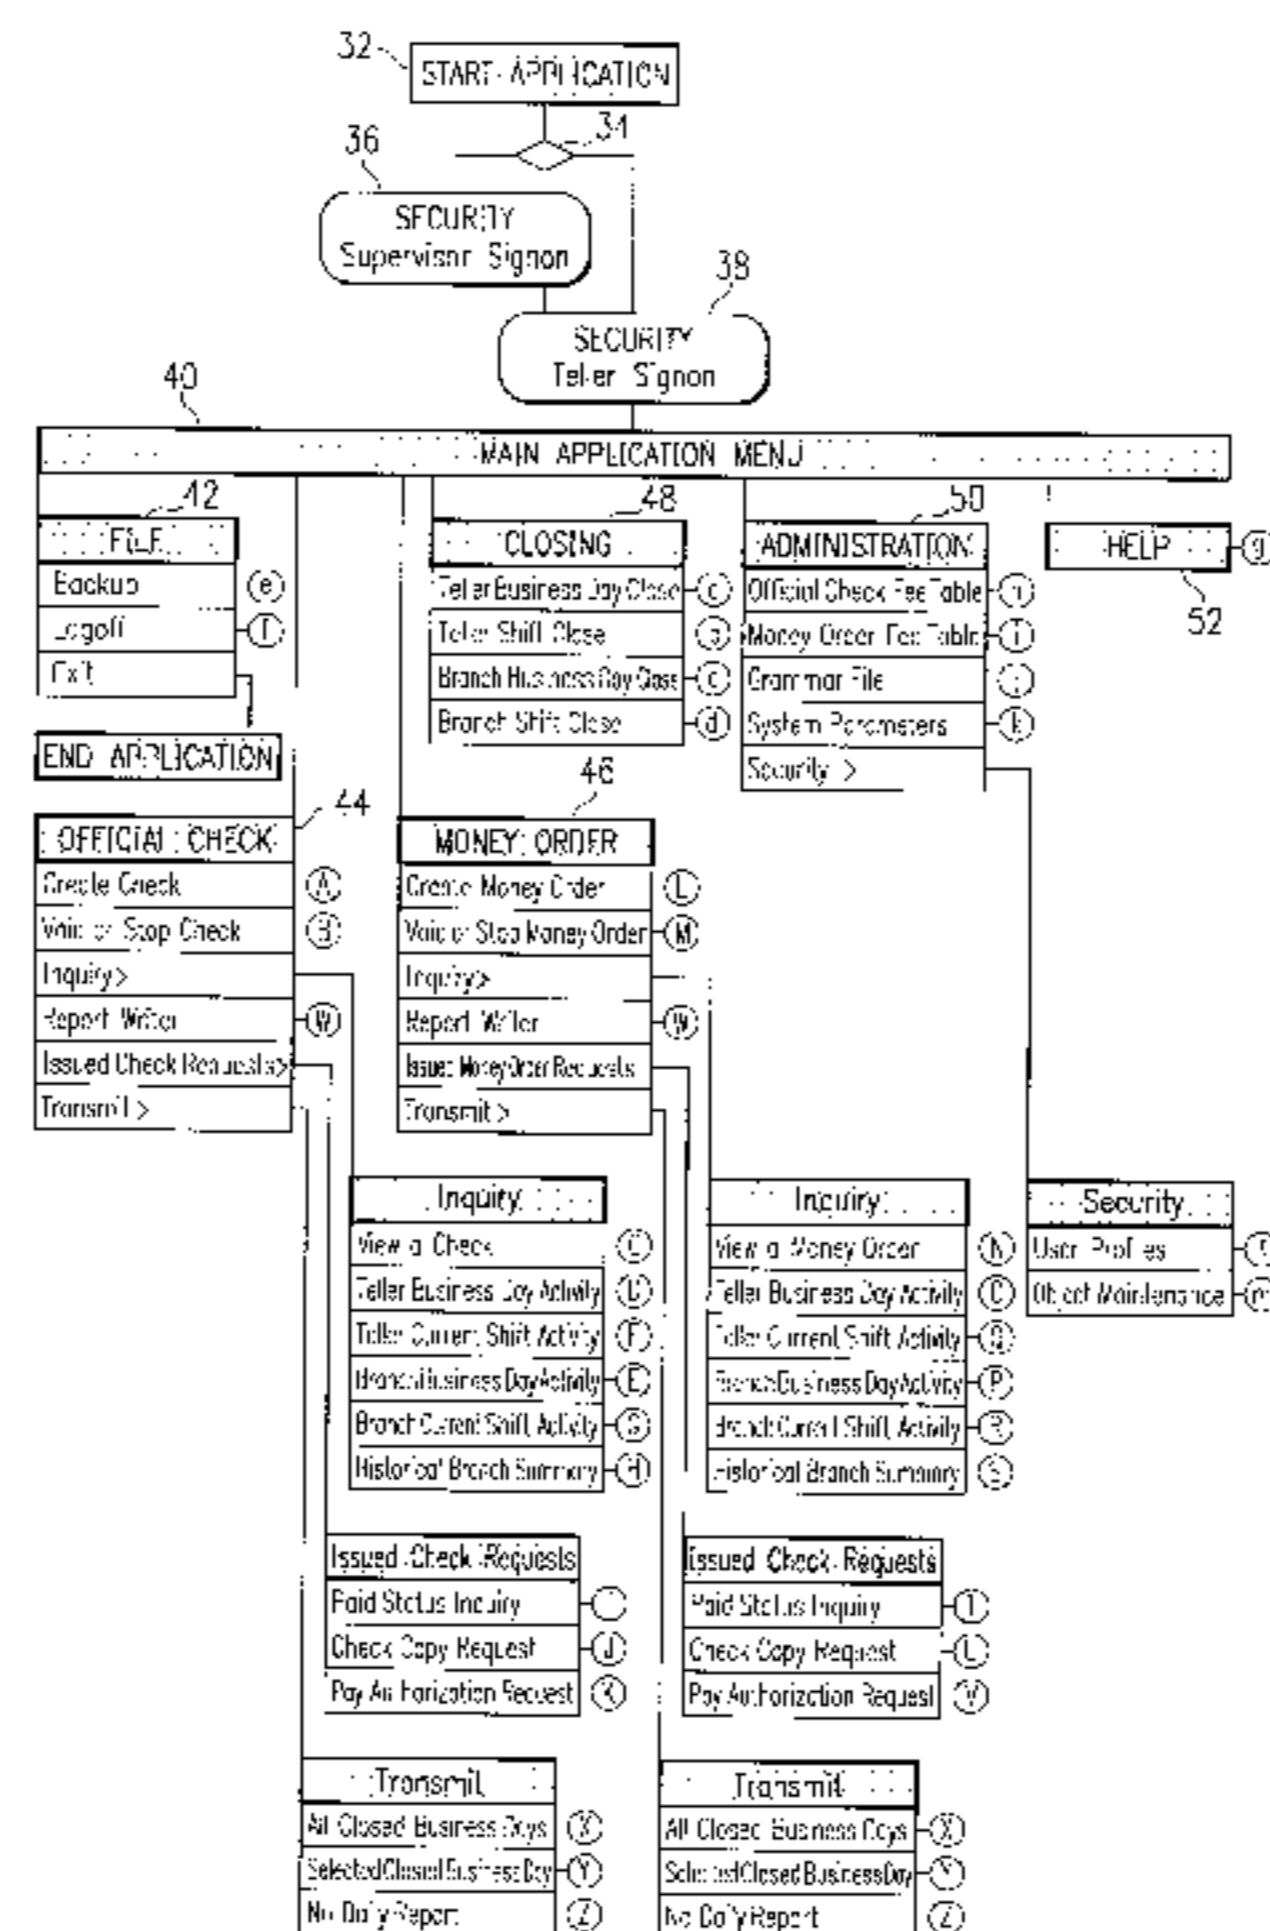 32
START APPLICATION
34
36
SECURITY
Supervisor Signon
38
SECURITY
Teller Signon
40
MAIN APPLICATION MENU
42
FILE
Backup
e
Logoff
f
Exit
END APPLICATION
48
CLOSING
Teller Business Day Close
Teller Shift Close
Branch Business Day Close
c
Branch Shift Close
d
50
ADMINISTRATION
Official Check Fee Table
Money Order Fee Table
i
Grammar File
j
System Parameters
k
Security >
HELP
g
52
44
OFFICIAL CHECK
Create Check
A
Void or Stop Check
B
Inquiry>
Report Writer
W
Issued Check Requests>
Transmit >
46
MONEY ORDER
Create Money Order
L
Void or Stop Money Order
M
Inquiry>
Report Writer
W
Issued Money Order Requests
Transmit >
Inquiry
View a Check
C
Teller Business Day Activity
D
Teller Current Shift Activity
F
Branch Business Day Activity
E
Branch Current Shift Activity
G
Historical Branch Summary
H
Inquiry
View a Money Order
N
Teller Business Day Activity
Teller Current Shift Activity
Q
Branch Business Day Activity
P
Branch Current Shift Activity
R
Historical Branch Summary
S
Security
User Profiles
Object Maintenance
m
Issued Check Requests
Paid Status Inquiry
Check Copy Request
J
Pay Authorization Request
K
Issued Check Requests
Paid Status Inquiry
T
Check Copy Request
Pay Authorization Request
V
Transmit
All Closed Business Days
X
Selected Closed Business Day
Y
No Daily Report
Z
Transmit
All Closed Business Days
X
Selected Closed Business Day
Y
No Daily Report
Z